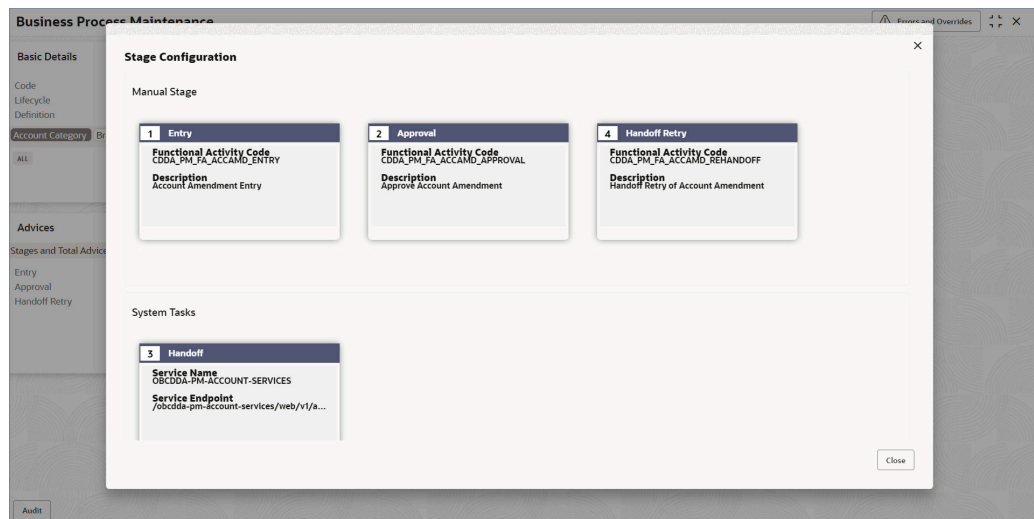 Business Process Maintenance
Errors and Overrides
Basic Details
Code
Lifecycle
Definition
Account Category
Br
ALL
Advices
Stages and Total Advice
Entry
Approval
Handoff Retry
Audit
Stage Configuration
Manual Stage
1 Entry
Functional Activity Code
CDDA_PM_FA_ACCAMD_ENTRY
Description
Account Amendment Entry
2 Approval
Functional Activity Code
CDDA_PM_FA_ACCAMD_APPROVAL
Description
Approve Account Amendment
4 Handoff Retry
Functional Activity Code
CDDA_PM_FA_ACCAMD_REHANDOFF
Description
Handoff Retry of Account Amendment
System Tasks
3 Handoff
Service Name
OBCDDA-PM-ACCOUNT-SERVICES
Service Endpoint
/obcdda-pm-account-services/web/v1/a...
Close